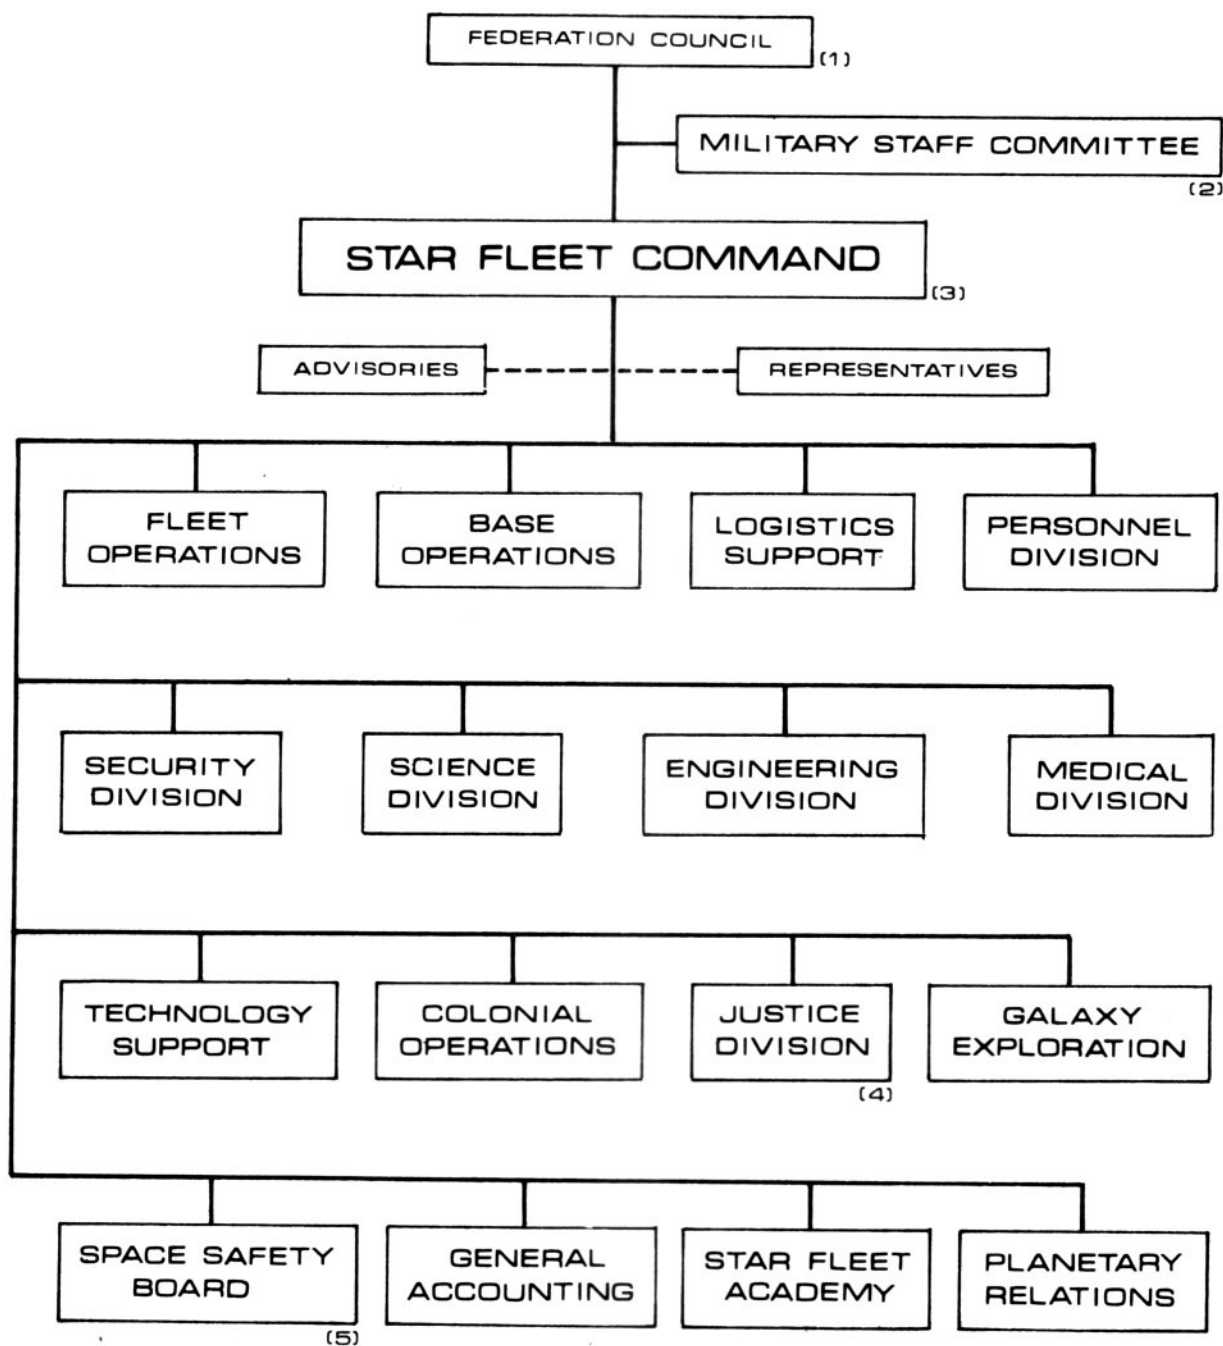 FEDERATION COUNCIL
(1)
MILITARY STAFF COMMITTEE
(2)
STAR FLEET COMMAND
(3)
ADVISORIES
REPRESENTATIVES
FLEET
OPERATIONS
BASE
OPERATIONS
LOGISTICS
SUPPORT
PERSONNEL
DIVISION
SECURITY
DIVISION
SCIENCE
DIVISION
ENGINEERING
DIVISION
MEDICAL
DIVISION
TECHNOLOGY
SUPPORT
COLONIAL
OPERATIONS
JUSTICE
DIVISION
(4)
GALAXY
EXPLORATION
SPACE SAFETY
BOARD
(5)
GENERAL
ACCOUNTING
STAR FLEET
ACADEMY
PLANETARY
RELATIONS